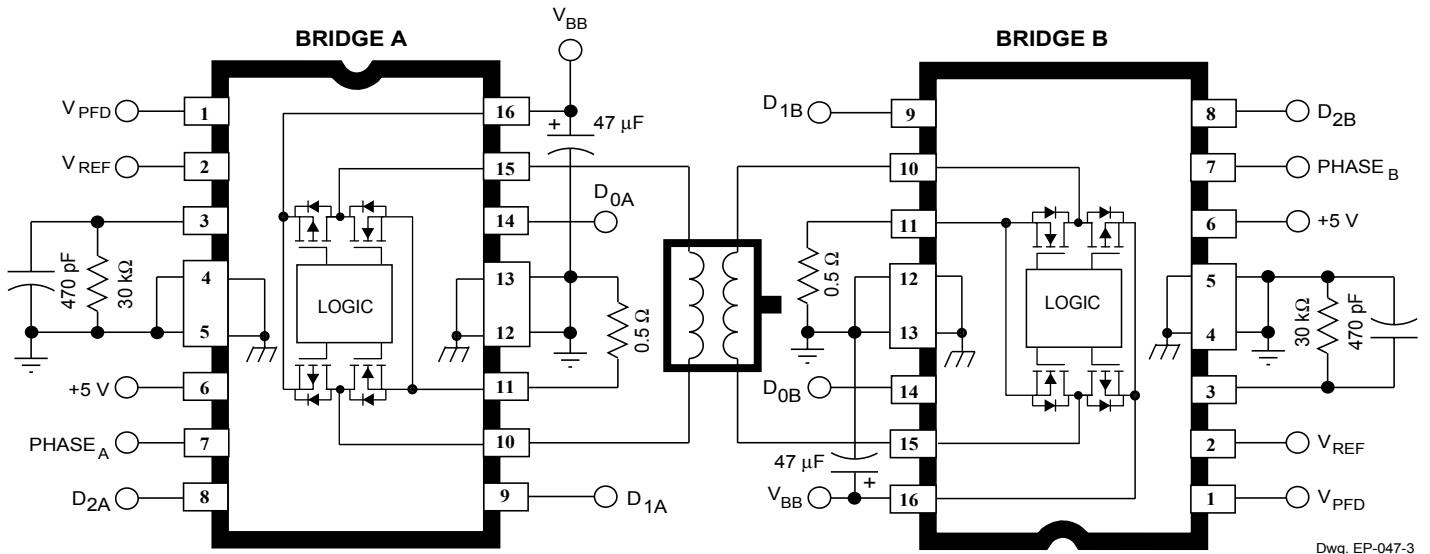 V_BB
BRIDGE A
BRIDGE B
V_PFD
1
16
+ 47 µF
D_1B
9
8
D_2B
V_REF
2
15
10
7
PHASE_B
D_0A
3
14
11
6
+5 V
470 pF
30 kΩ
4
13
0.5 Ω
12
5
LOGIC
LOGIC
5
12
0.5 Ω
13
4
30 kΩ
470 pF
+5 V
6
11
D_0B
14
3
PHASE_A
7
10
15
2
V_REF
47 µF
+
D_2A
8
9
D_1A
V_BB
16
1
V_PFD
Dwg. EP-047-3